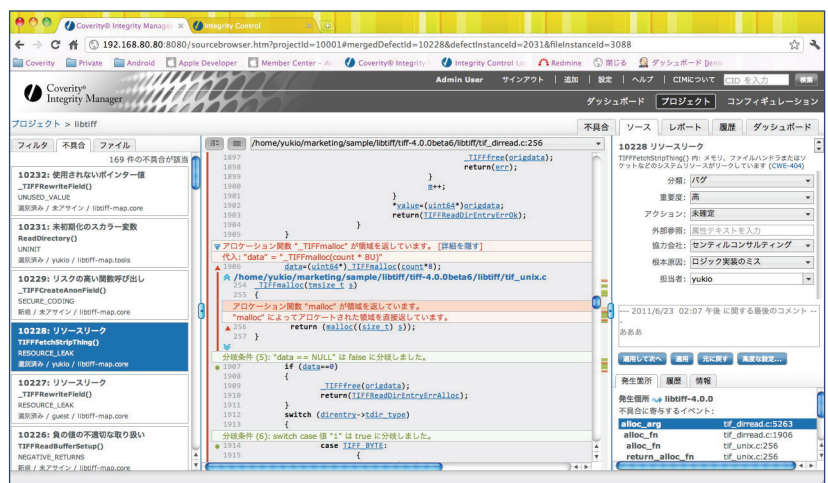 Coverity® Integrity Manager
Integrity Control
192.168.80.80:8080/sourcebrowser.htm?projectId=10001#mergedDefectId=10228&defectInstanceId=2031&fileInstanceId=3088
Coverity Private Android Apple Developer Member Center - A Coverity® Integrity Integrity Control Lo Redmine 閉じる ダッシュボード
Admin User サインアウト | 追加 | 設定 | ヘルプ | CIMについて CID を入力 検索
Coverity®
Integrity Manager
ダッシュボード プロジェクト コンフィギュレーション
プロジェクト > libtiff
不具合 ソース レポート 履歴 ダッシュボード
フィルタ 不具合 ファイル
169 件の不具合が該当
10232: 使用されないポインター値
_TIFFRewriteField()
UNUSED_VALUE
選別済み / 未アサイン / libtiff-map.core
10231: 未初期化のスカラー変数
ReadDirectory()
UNINIT
選別済み / yukio / libtiff-map.tools
10229: リスクの高い関数呼び出し
_TIFFCreateAnonField()
SECURE_CODING
新規 / 未アサイン / libtiff-map.core
10228: リソースリーク
TIFFFetchStripThing()
RESOURCE_LEAK
選別済み / yukio / libtiff-map.core
10227: リソースリーク
_TIFFRewriteField()
RESOURCE_LEAK
選別済み / guest / libtiff-map.core
10226: 負の値の不適切な取り扱い
TIFFReadBufferSetup()
NEGATIVE_RETURNS
新規 / 未アサイン / libtiff-map.core
/home/yukio/marketing/sample/libtiff/tiff-4.0.0beta6/libtiff/tif_dirread.c:256
1897 _TIFFfree(origdata);
1898 return(err);
1899 }
1900 m++;
1901 }
1902 *value=(uint64*)origdata;
1903 return(TIFFReadDirEntryErrOk);
1904 }
1905 }
アロケーション関数 "_TIFFmalloc" が領域を返しています。 [詳細を隠す]
代入: "data" = "_TIFFmalloc(count * 8U)"
1906 data=(uint64*)_TIFFmalloc(count*8);
/home/yukio/marketing/sample/libtiff/tiff-4.0.0beta6/libtiff/tif_unix.c
254 _TIFFmalloc(tmsize_t s)
255 {
アロケーション関数 "malloc" が領域を返しています。
"malloc" によってアロケートされた領域を直接返しています。
256 return (malloc((size_t) s));
257 }
分岐条件 (5): "data == NULL" は false に分岐しました。
1907 if (data==0)
1908 {
1909 _TIFFfree(origdata);
1910 return(TIFFReadDirEntryErrAlloc);
1911 }
1912 switch (direntry->tdir_type)
1913 {
分岐条件 (6): switch case 値 "1" は true に分岐しました。
1914 case TIFF_BYTE:
1915 {
10228 リソースリーク
TIFFFetchStripThing() 内: メモリ、ファイルハンドラまたはソケットなどのシステムリソースがリークしています (CWE-404)
分類: バグ
重要度: 高
アクション: 未確定
外部参照: 属性テキストを入力
協力会社: センティルコンサルティング
根本原因: ロジック実装のミス
担当者: yukio
--- 2011/6/23 02:07 午後 に関する最後のコメント --
-
あああ
適用して次へ 適用 元に戻す 高度な設定...
発生箇所 履歴 情報
発生個所 libtiff-4.0.0
不具合に寄与するイベント:
alloc_arg tif_dirread.c:5263
alloc_fn tif_dirread.c:1906
alloc_fn tif_unix.c:256
return_alloc_fn tif_unix.c:256